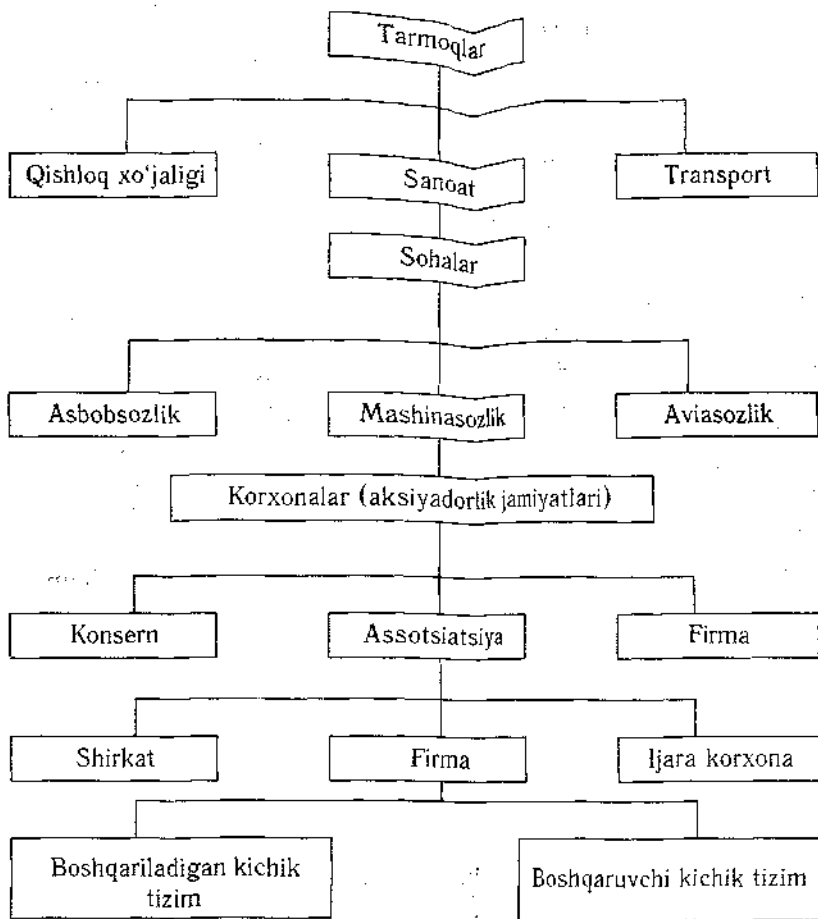 Tarmoqlar
Qishloq xo‘jaligi
Sanoat
Transport
Sohalar
Asbobsozlik
Mashinasozlik
Aviasozlik
Korxonalar (aksiyadorlik jamiyatlari)
Konsern
Assotsiatsiya
Firma
Shirkat
Firma
Ijara korxona
Boshqariladigan kichik
tizim
Boshqaruvchi kichik tizim